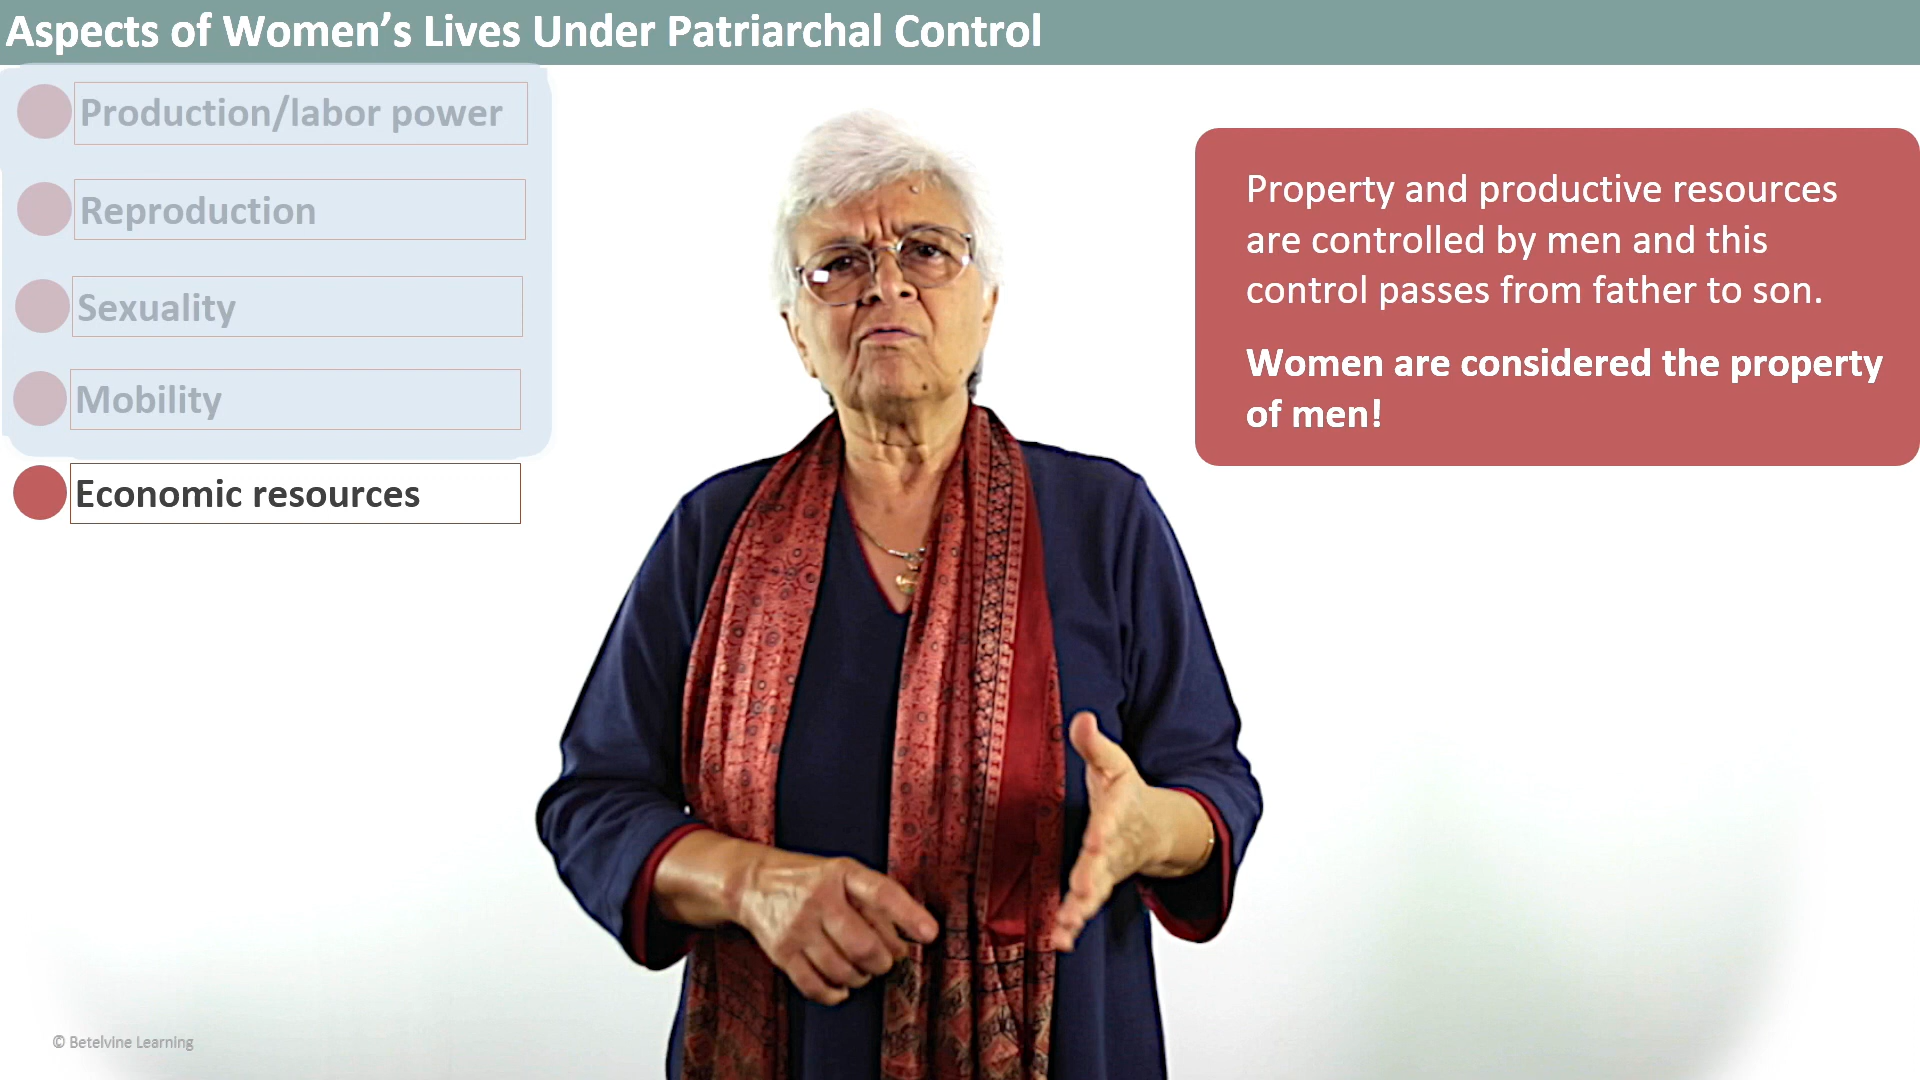 Aspects of Women’s Lives Under Patriarchal Control
Production/labor power
Reproduction
Sexuality
Mobility
Economic resources
Property and productive resources
are controlled by men and this
control passes from father to son.
Women are considered the property
of men!
© Betelvine Learning